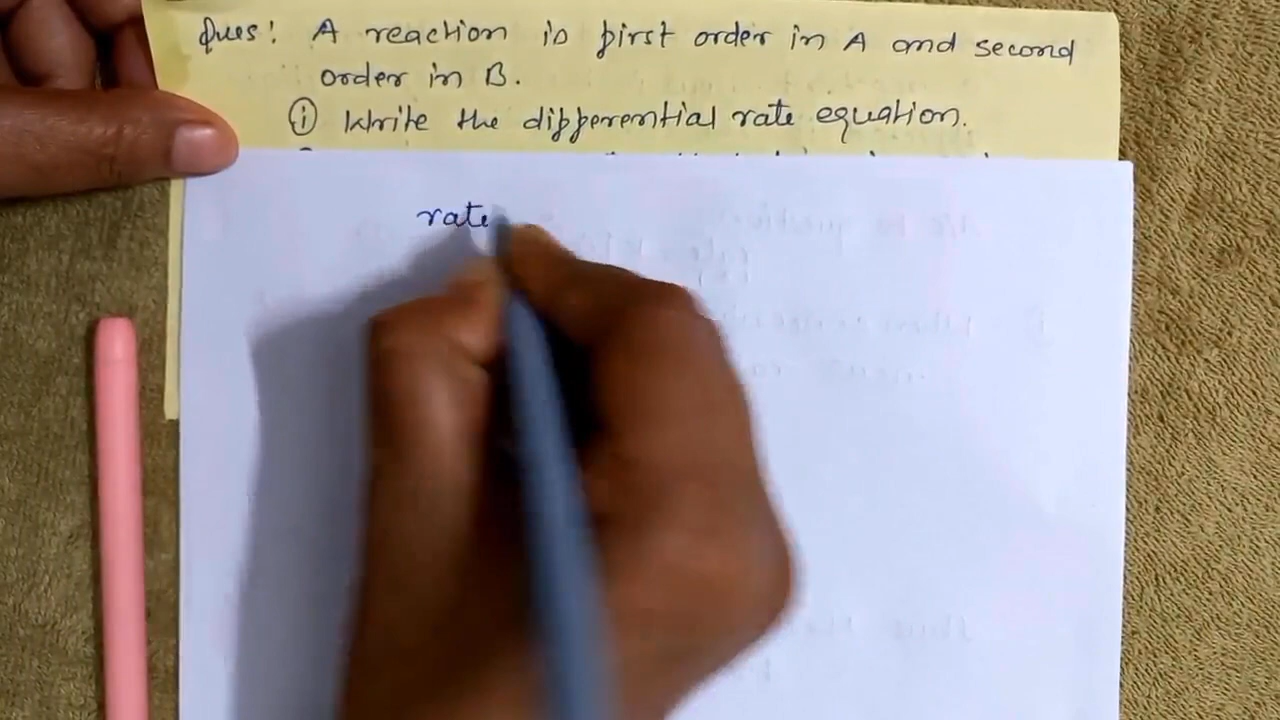 Ques: A reaction is first order in A and second
order in B.
(i) Write the differential rate equation.
rate